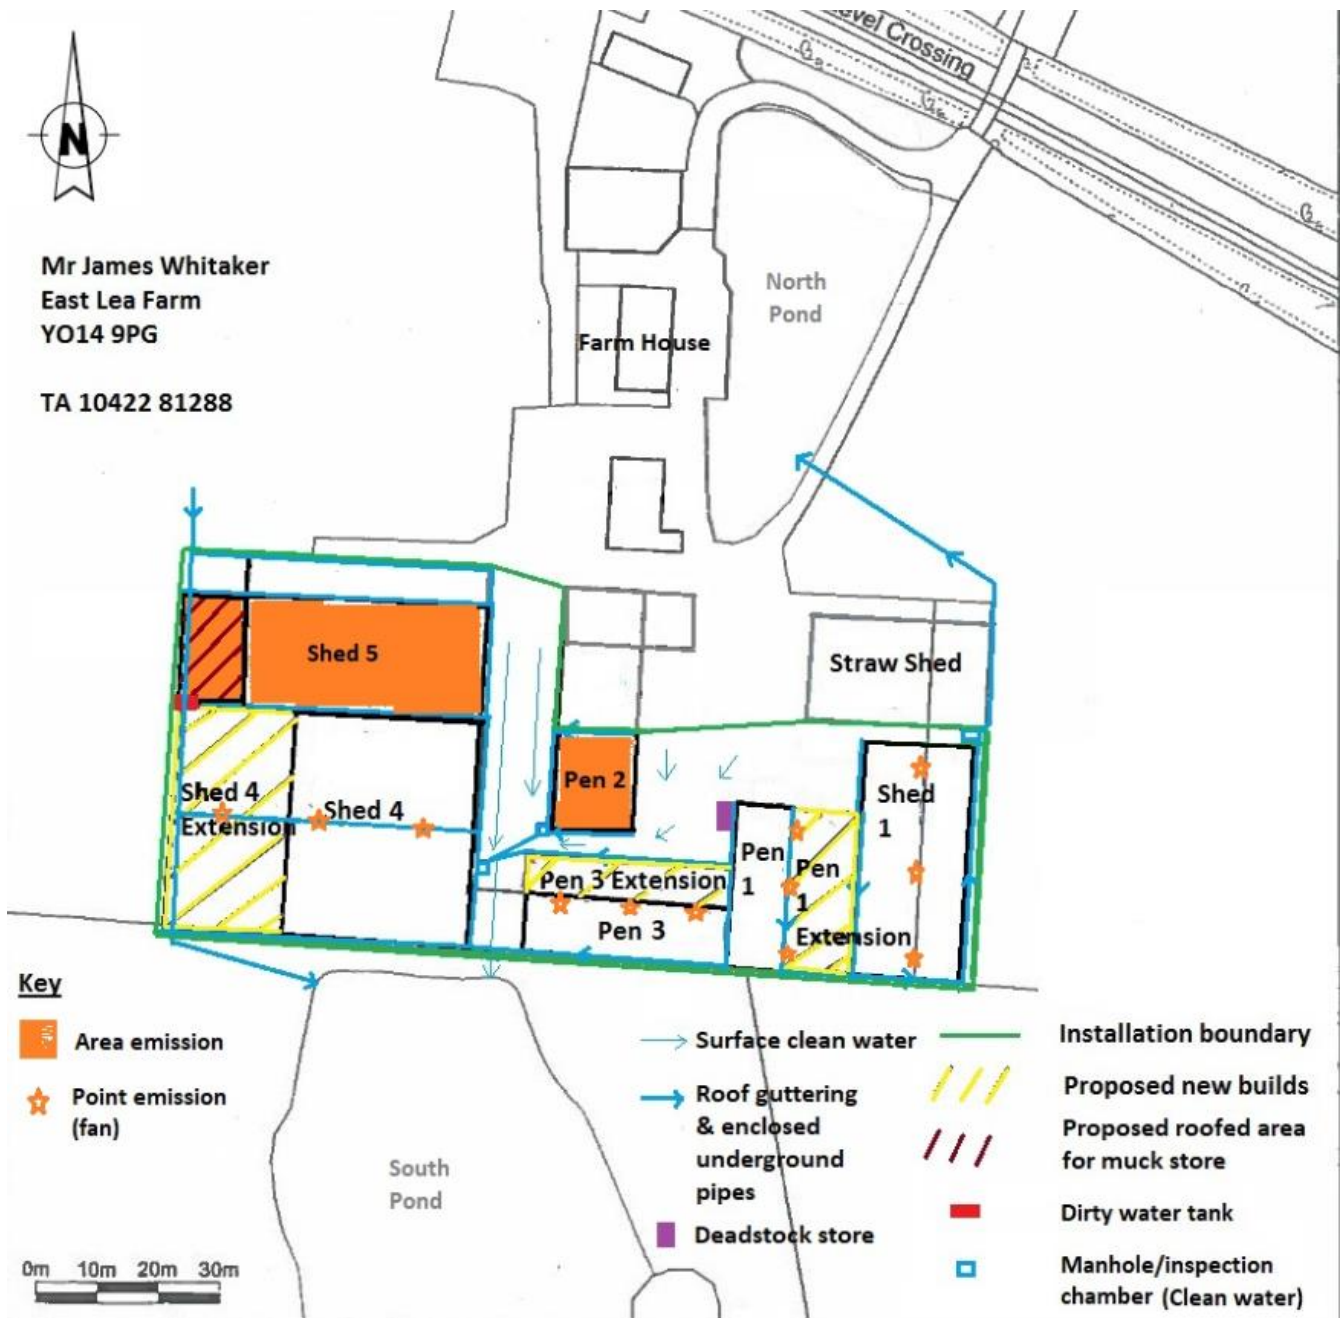 Level Crossing
N
Mr James Whitaker
East Lea Farm
YO14 9PG
TA 10422 81288
North
Pond
Farm House
Straw Shed
Shed 5
Pen 2
Shed 4
Extension
Shed 4
Shed
1
Pen
1
Pen
1
Extension
Pen 3 Extension
Pen 3
South
Pond
Key
Area emission
Point emission
(fan)
Surface clean water
Roof guttering
& enclosed
underground
pipes
Deadstock store
Installation boundary
Proposed new builds
Proposed roofed area
for muck store
Dirty water tank
Manhole/inspection
chamber (Clean water)
0m 10m 20m 30m